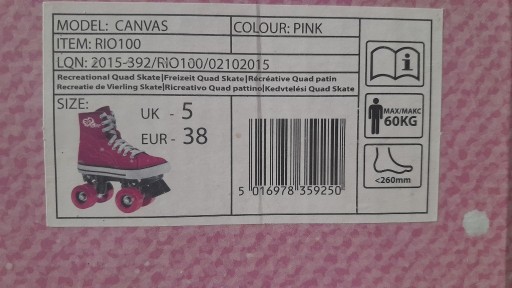 MODEL: CANVAS
COLOUR: PINK
ITEM: RIO100
LQN: 2015-392/RiO100/02102015
Recreational Quad Skate|Freizeit Quad Skate|Récréative Quad patin
Recreatie de Vierling Skate|Ricreativo Quad pattino|Kedvtelési Quad Skate
SIZE:
UK - 5
EUR - 38
5 016978 359250
i
MAX/MAKC
60KG
<260mm